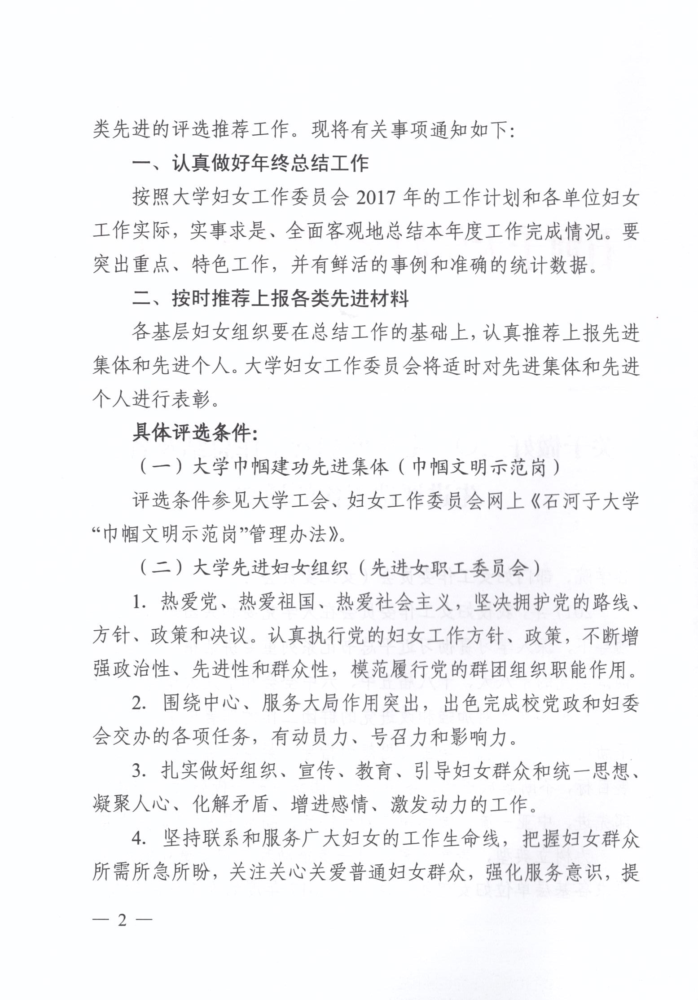 类先进的评选推荐工作。现将有关事项通知如下：
一、认真做好年终总结工作
按照大学妇女工作委员会 2017 年的工作计划和各单位妇女
工作实际，实事求是、全面客观地总结本年度工作完成情况。要
突出重点、特色工作，并有鲜活的事例和准确的统计数据。
二、按时推荐上报各类先进材料
各基层妇女组织要在总结工作的基础上，认真推荐上报先进
集体和先进个人。大学妇女工作委员会将适时对先进集体和先进
个人进行表彰。
具体评选条件：
（一）大学巾帼建功先进集体（巾帼文明示范岗）
评选条件参见大学工会、妇女工作委员会网上《石河子大学
“巾帼文明示范岗”管理办法》。
（二）大学先进妇女组织（先进女职工委员会）
1. 热爱党、热爱祖国、热爱社会主义，坚决拥护党的路线、
方针、政策和决议。认真执行党的妇女工作方针、政策，不断增
强政治性、先进性和群众性，模范履行党的群团组织职能作用。
2. 围绕中心、服务大局作用突出，出色完成校党政和妇委
会交办的各项任务，有动员力、号召力和影响力。
3. 扎实做好组织、宣传、教育、引导妇女群众和统一思想、
凝聚人心、化解矛盾、增进感情、激发动力的工作。
4. 坚持联系和服务广大妇女的工作生命线，把握妇女群众
所需所急所盼，关注关心关爱普通妇女群众，强化服务意识，提
— 2 —